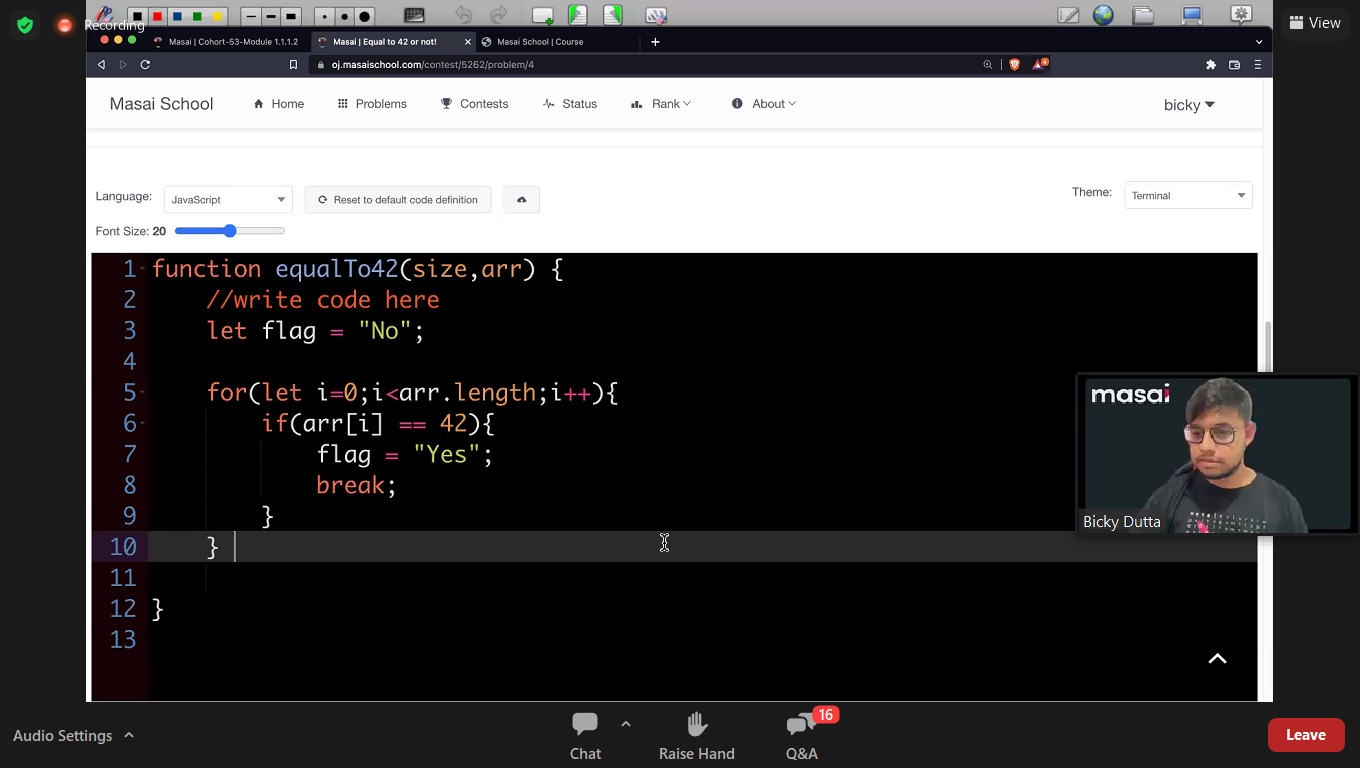 Recording
View
Masai | Cohort-53-Module 1.1.1.2
Masai | Equal to 42 or not!
Masai School | Course
oj.masaischool.com/contest/5262/problem/4
4
Masai School
Home
Problems
Contests
Status
Rank
About
bicky
Language:
JavaScript
Reset to default code definition
Theme:
Terminal
Font Size: 20
1 function equalTo42(size,arr) {
2 //write code here
3 let flag = "No";
4
5 for(let i=0;i<arr.length;i++){
6 if(arr[i] == 42){
7 flag = "Yes";
8 break;
9 }
10 }
11
12 }
13
masai
Bicky Dutta
Audio Settings
Chat
Raise Hand
16
Q&A
Leave